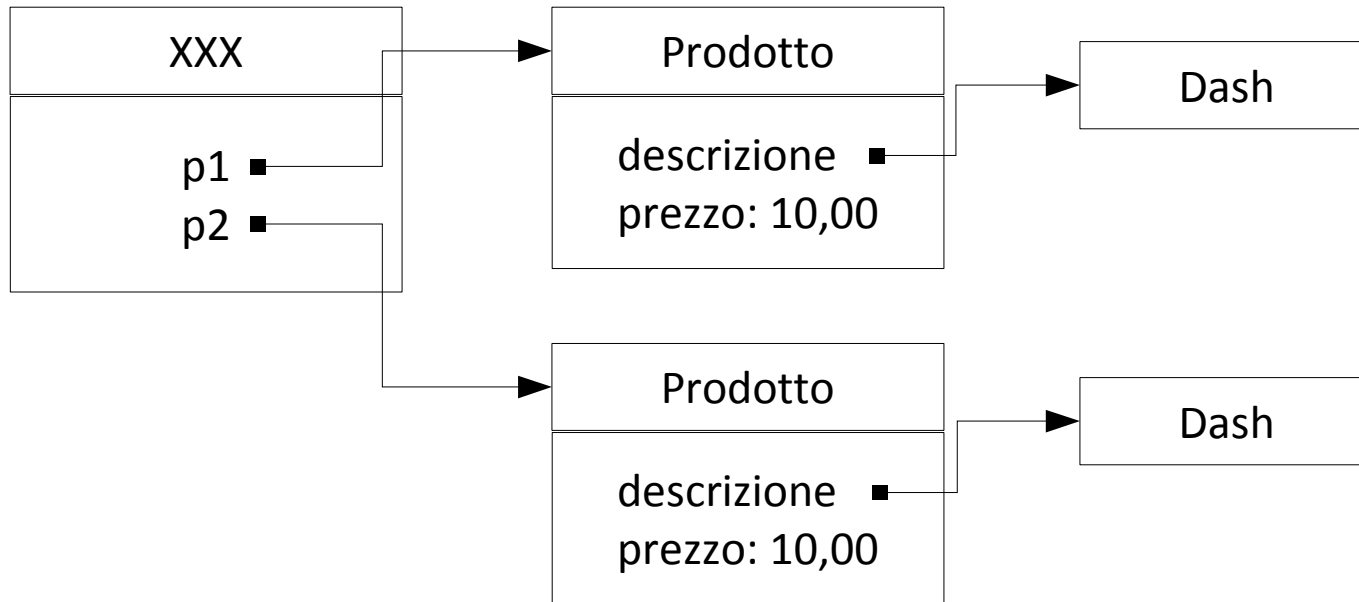 XXX
p1
p2
Prodotto
descrizione
prezzo: 10,00
Dash
Prodotto
descrizione
prezzo: 10,00
Dash